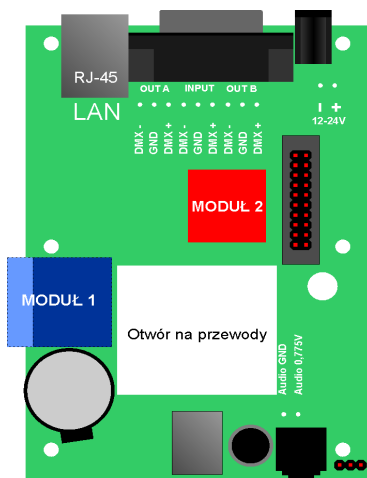 RJ-45
LAN
OUT A INPUT OUT B
DMX - GND DMX + DMX - GND DMX + DMX - GND DMX +
- +
12-24V
MODUŁ 2
MODUŁ 1
Otwór na przewody
Audio GND
Audio 0,775V